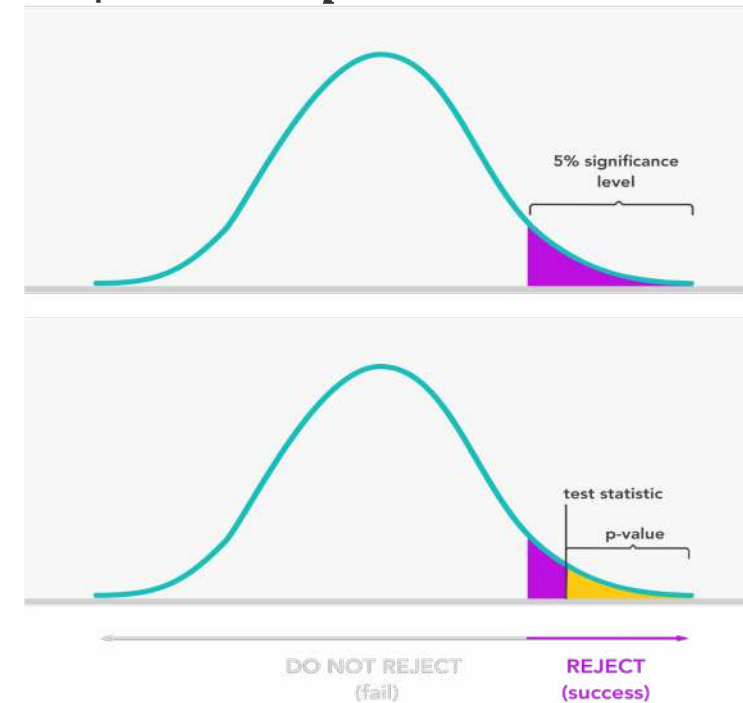 5% significance
level
test statistic
p-value
DO NOT REJECT
(fail)
REJECT
(success)